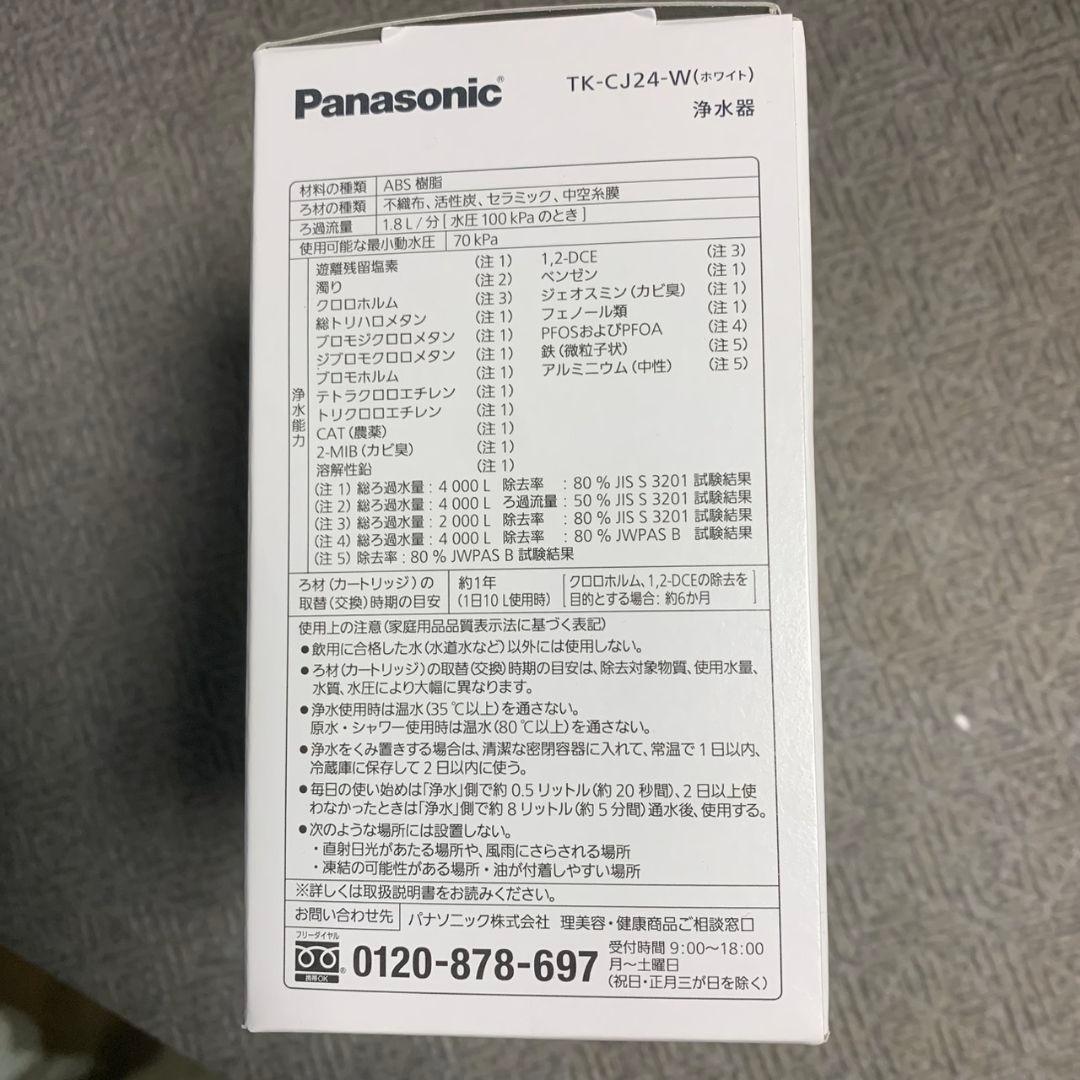 Panasonic®
TK-CJ24-W(ホワイト)
浄水器
材料の種類 ABS 樹脂
ろ材の種類 不織布、活性炭、セラミック、中空糸膜
ろ過流量 1.8 L / 分 [ 水圧 100 kPa のとき ]
使用可能な最小動水圧 70 kPa
浄水能力
遊離残留塩素 (注 1)
濁り (注 2)
クロロホルム (注 3)
総トリハロメタン (注 1)
ブロモジクロロメタン (注 1)
ジブロモクロロメタン (注 1)
ブロモホルム (注 1)
テトラクロロエチレン (注 1)
トリクロロエチレン (注 1)
CAT (農薬) (注 1)
2-MIB (カビ臭) (注 1)
溶解性鉛 (注 1)
1,2-DCE (注 3)
ベンゼン (注 1)
ジェオスミン (カビ臭) (注 1)
フェノール類 (注 1)
PFOSおよびPFOA (注 4)
鉄 (微粒子状) (注 5)
アルミニウム (中性) (注 5)
(注 1) 総ろ過水量 : 4 000 L 除去率 : 80 % JIS S 3201 試験結果
(注 2) 総ろ過水量 : 4 000 L ろ過流量 : 50 % JIS S 3201 試験結果
(注 3) 総ろ過水量 : 2 000 L 除去率 : 80 % JIS S 3201 試験結果
(注 4) 総ろ過水量 : 4 000 L 除去率 : 80 % JWPAS B 試験結果
(注 5) 除去率 : 80 % JWPAS B 試験結果
ろ材 (カートリッジ) の
取替 (交換) 時期の目安
約1年
(1日10 L使用時)
[クロロホルム、1,2-DCEの除去を
目的とする場合: 約6か月]
使用上の注意 (家庭用品品質表示法に基づく表記)
●飲用に合格した水 (水道水など) 以外には使用しない。
●ろ材 (カートリッジ) の取替 (交換) 時期の目安は、除去対象物質、使用水量、
水質、水圧により大幅に異なります。
●浄水使用時は温水 (35 ℃以上) を通さない。
原水・シャワー使用時は温水 (80 ℃以上) を通さない。
●浄水をくみ置きする場合は、清潔な密閉容器に入れて、常温で 1 日以内、
冷蔵庫に保存して 2 日以内に使う。
●毎日の使い始めは「浄水」側で約 0.5 リットル (約 20 秒間)、2 日以上使
わなかったときは「浄水」側で約 8 リットル (約 5 分間) 通水後、使用する。
●次のような場所には設置しない。
・直射日光があたる場所や、風雨にさらされる場所
・凍結の可能性がある場所・油が付着しやすい場所
※詳しくは取扱説明書をお読みください。
お問い合わせ先 パナソニック株式会社 理美容・健康商品ご相談窓口
フリーダイヤル
携帯OK
® 0120-878-697
受付時間 9:00～18:00
月～土曜日
(祝日・正月三が日を除く)